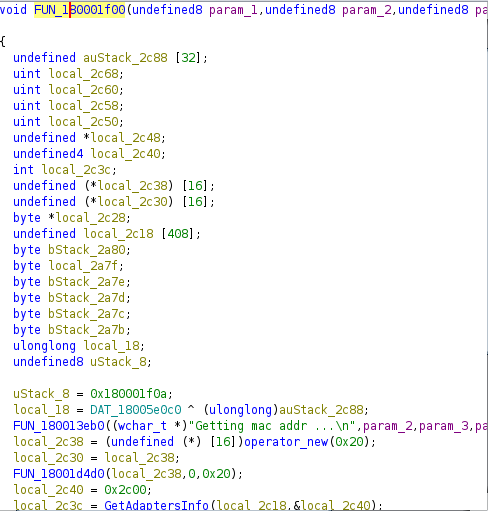 void FUN_180001f00(undefined8 param_1,undefined8 param_2,undefined8 pa
{
undefined auStack_2c88 [32];
uint local_2c68;
uint local_2c60;
uint local_2c58;
uint local_2c50;
undefined *local_2c48;
undefined4 local_2c40;
int local_2c3c;
undefined (*local_2c38) [16];
undefined (*local_2c30) [16];
byte *local_2c28;
undefined local_2c18 [408];
byte bStack_2a80;
byte local_2a7f;
byte bStack_2a7e;
byte bStack_2a7d;
byte bStack_2a7c;
byte bStack_2a7b;
ulonglong local_18;
undefined8 uStack_8;
uStack_8 = 0x180001f0a;
local_18 = DAT_18005e0c0 ^ (ulonglong)auStack_2c88;
FUN_180013eb0((wchar_t *)"Getting mac addr ...\n",param_2,param_3,pa
local_2c38 = (undefined (*) [16])operator_new(0x20);
local_2c30 = local_2c38;
FUN_18001d4d0(local_2c38,0,0x20);
local_2c40 = 0x2c00;
local_2c3c = GetAdaptersInfo(local_2c18,&local_2c40);